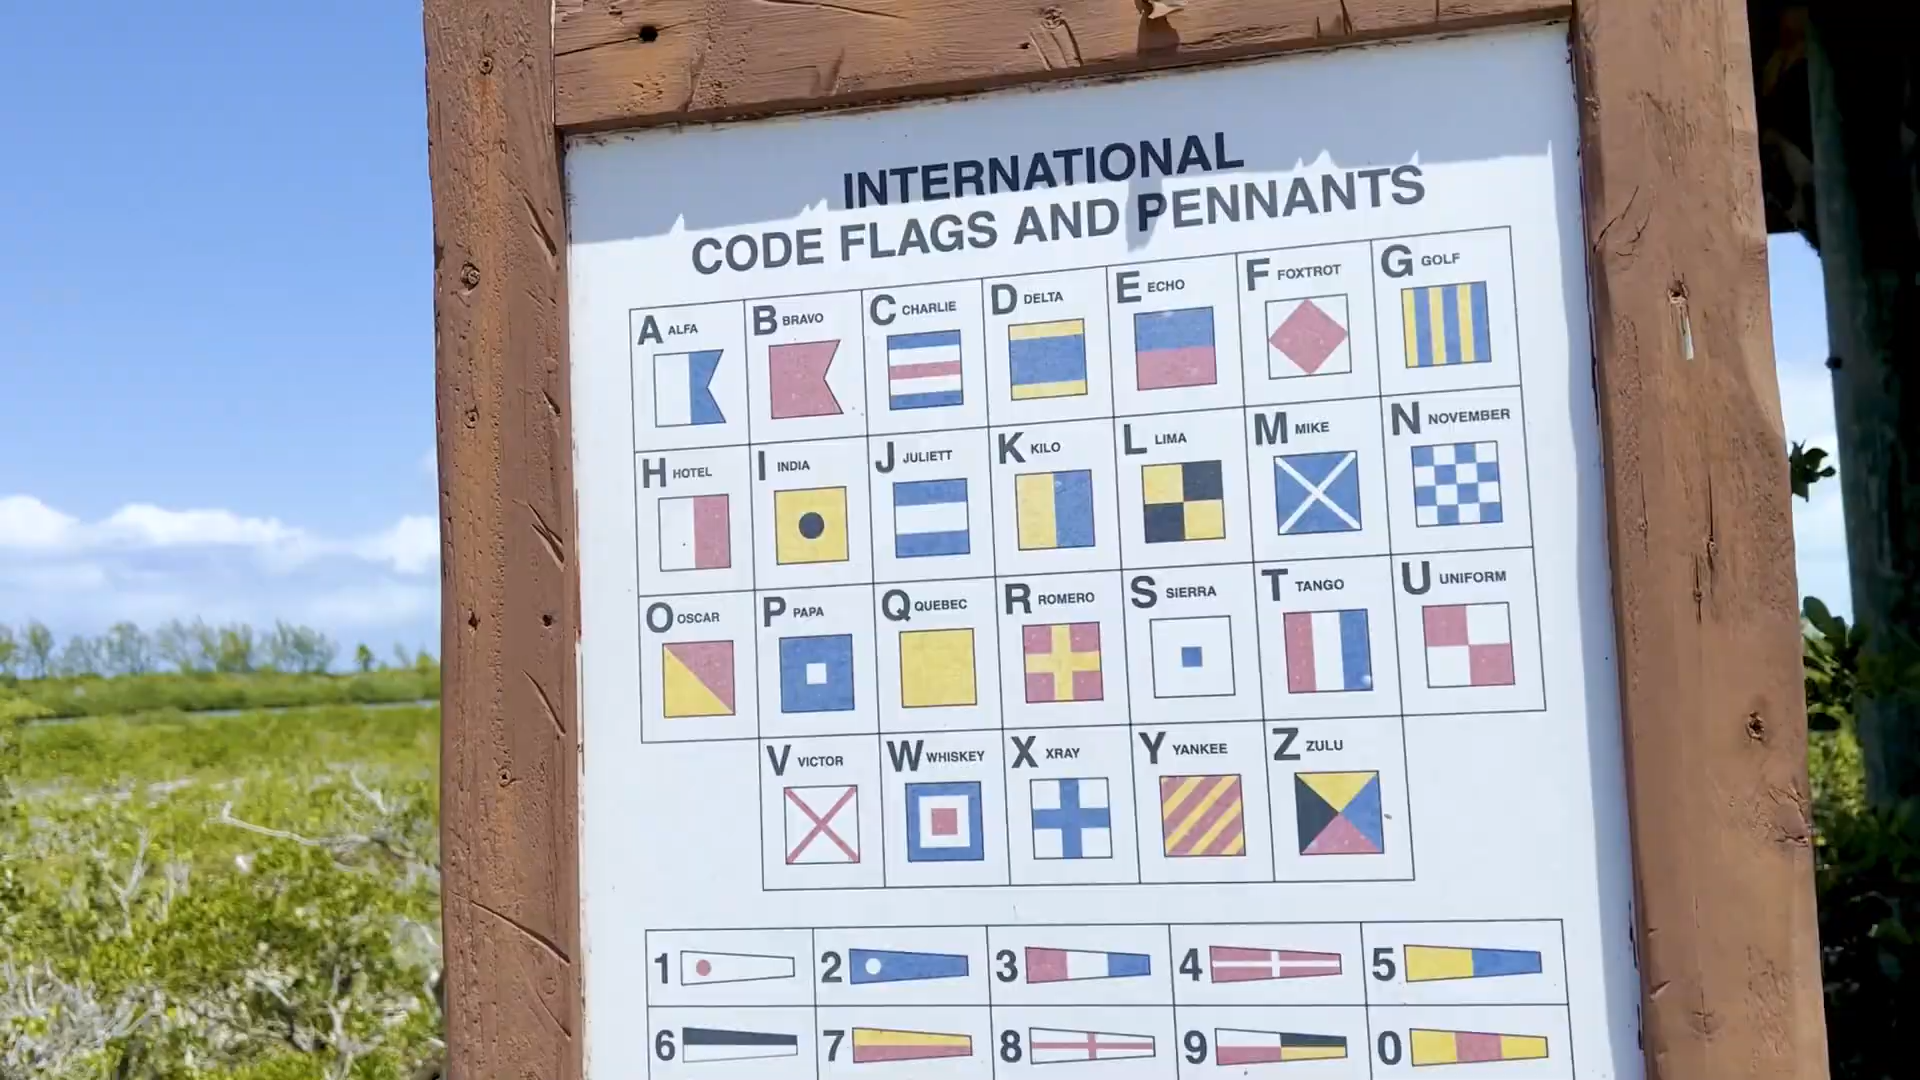 INTERNATIONAL
CODE FLAGS AND PENNANTS
A ALFA B BRAVO C CHARLIE D DELTA E ECHO F FOXTROT G GOLF
H HOTEL I INDIA J JULIETT K KILO L LIMA M MIKE N NOVEMBER
O OSCAR P PAPA Q QUEBEC R ROMERO S SIERRA T TANGO U UNIFORM
V VICTOR W WHISKEY X XRAY Y YANKEE Z ZULU
1 2 3 4 5
6 7 8 9 0